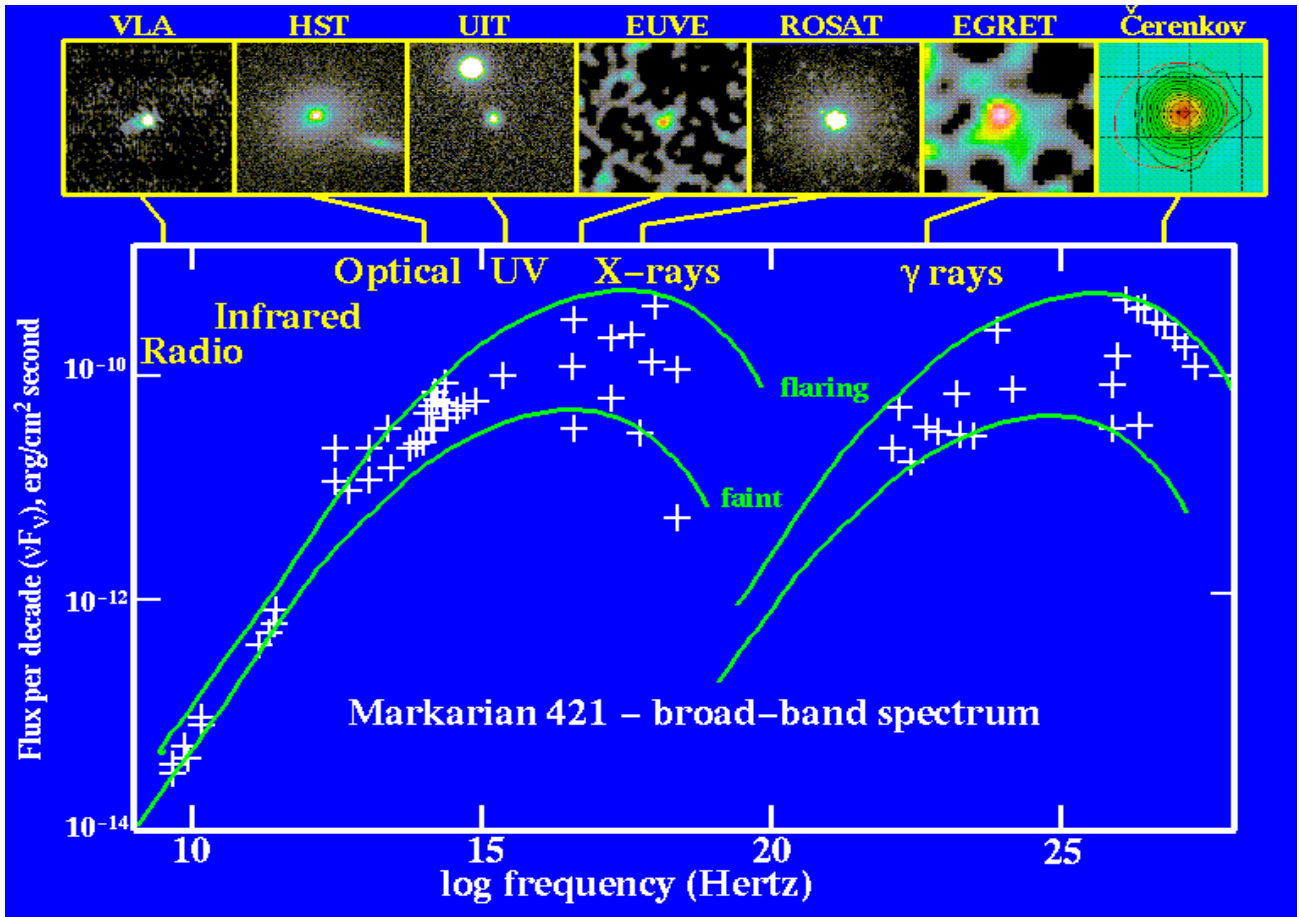 VLA HST UIT EUVE ROSAT EGRET Čerenkov
Optical UV X-rays γ rays
Infrared
Radio
10⁻¹⁰
flaring
faint
10⁻¹²
Markarian 421 - broad-band spectrum
10⁻¹⁴
10 15 20 25
log frequency (Hertz)
Flux per decade (νFᵥ), erg/cm² second